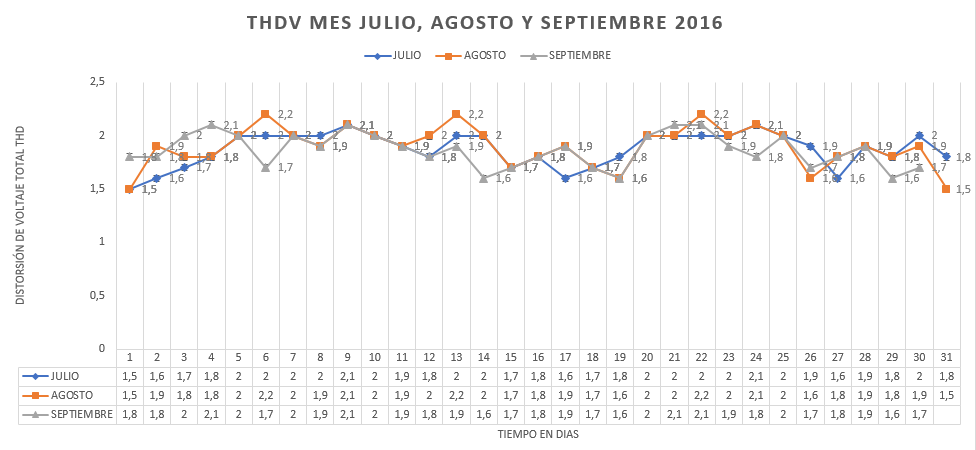 THDV MES JULIO, AGOSTO Y SEPTIEMBRE 2016
JULIO AGOSTO SEPTIEMBRE
DISTORSIÓN DE VOLTAJE TOTAL THD
2,5
2
1,5
1
0,5
0
1 2 3 4 5 6 7 8 9 10 11 12 13 14 15 16 17 18 19 20 21 22 23 24 25 26 27 28 29 30 31
JULIO 1,5 1,6 1,7 1,8 2 2 2 2 2,1 2 1,9 1,8 2 2 1,7 1,8 1,6 1,7 1,8 2 2 2 2 2,1 2 1,9 1,6 1,9 1,8 2 1,8
AGOSTO 1,5 1,9 1,8 1,8 2 2,2 2 1,9 2,1 2 1,9 2 2,2 2 1,7 1,8 1,9 1,7 1,6 2 2 2,2 2 2,1 2 1,6 1,8 1,9 1,8 1,9 1,5
SEPTIEMBRE 1,8 1,8 2 2,1 2 1,7 2 1,9 2,1 2 1,9 1,8 1,9 1,6 1,7 1,8 1,9 1,7 1,6 2 2,1 2,1 1,9 1,8 2 1,7 1,8 1,9 1,6 1,7
TIEMPO EN DIAS